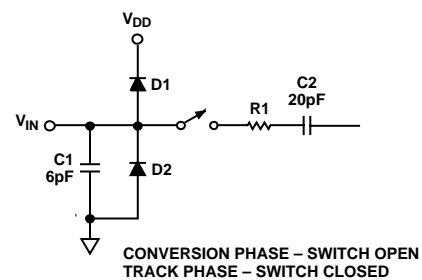 VDD
D1
C2
20pF
R1
VIN
C1
6pF
D2
CONVERSION PHASE – SWITCH OPEN
TRACK PHASE – SWITCH CLOSED